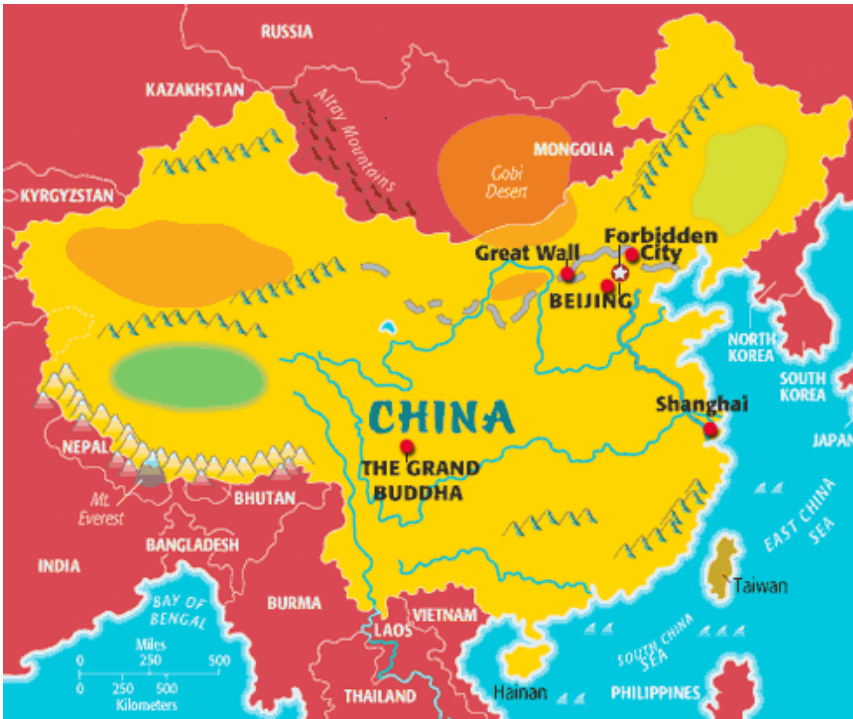 RUSSIA
KAZAKHSTAN
Altay Mountains
MONGOLIA
Gobi
Desert
KYRGYZSTAN
Forbidden
City
Great Wall
BEIJING
NORTH
KOREA
SOUTH
KOREA
Shanghai
JAPAN
CHINA
THE GRAND
BUDDHA
NEPAL
Mt.
Everest
BHUTAN
EAST CHINA
SEA
BANGLADESH
INDIA
Taiwan
BURMA
BAY OF
BENGAL
VIETNAM
LAOS
SOUTH CHINA
SEA
Miles
0 250 500
0 250 500
Kilometers
Hainan
PHILIPPINES
THAILAND